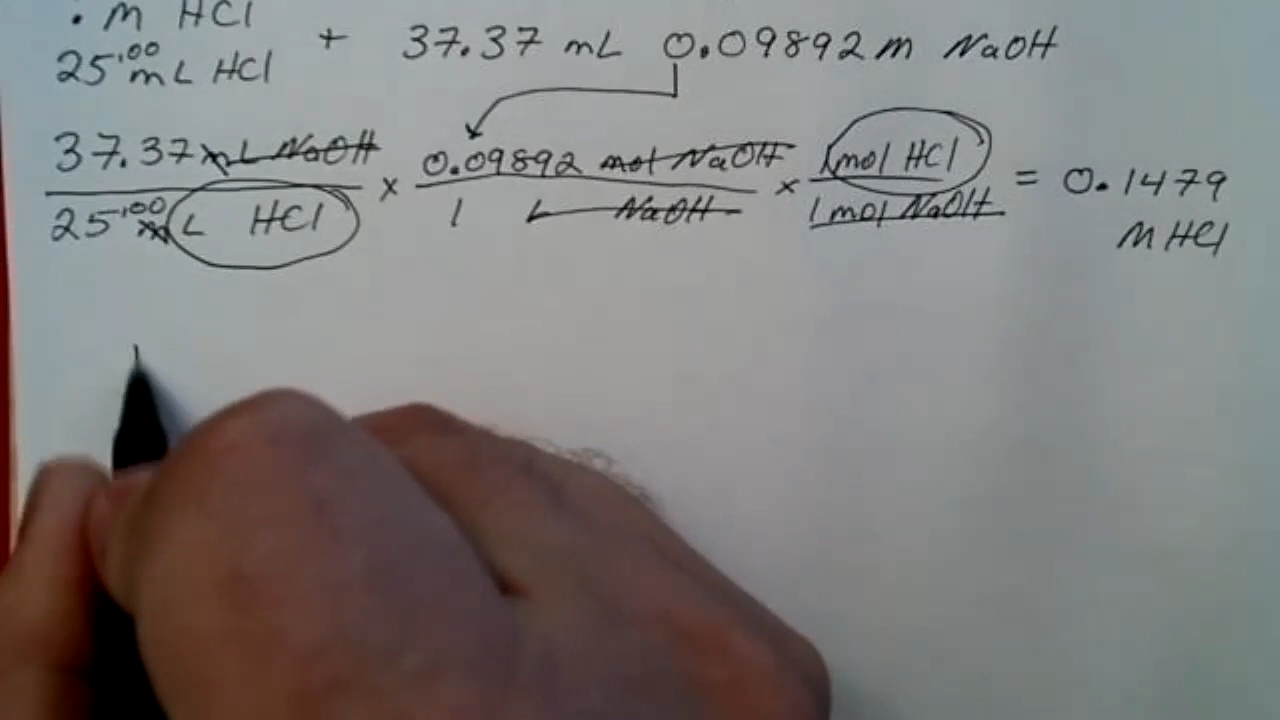 . M HCl
25.00 mL HCl + 37.37 mL 0.09892 m NaOH
37.37 mL NaOH × 0.09892 mol NaOH × 1 mol HCl = 0.1479
25.00 mL HCl 1 L NaOH 1 mol NaOH M HCl